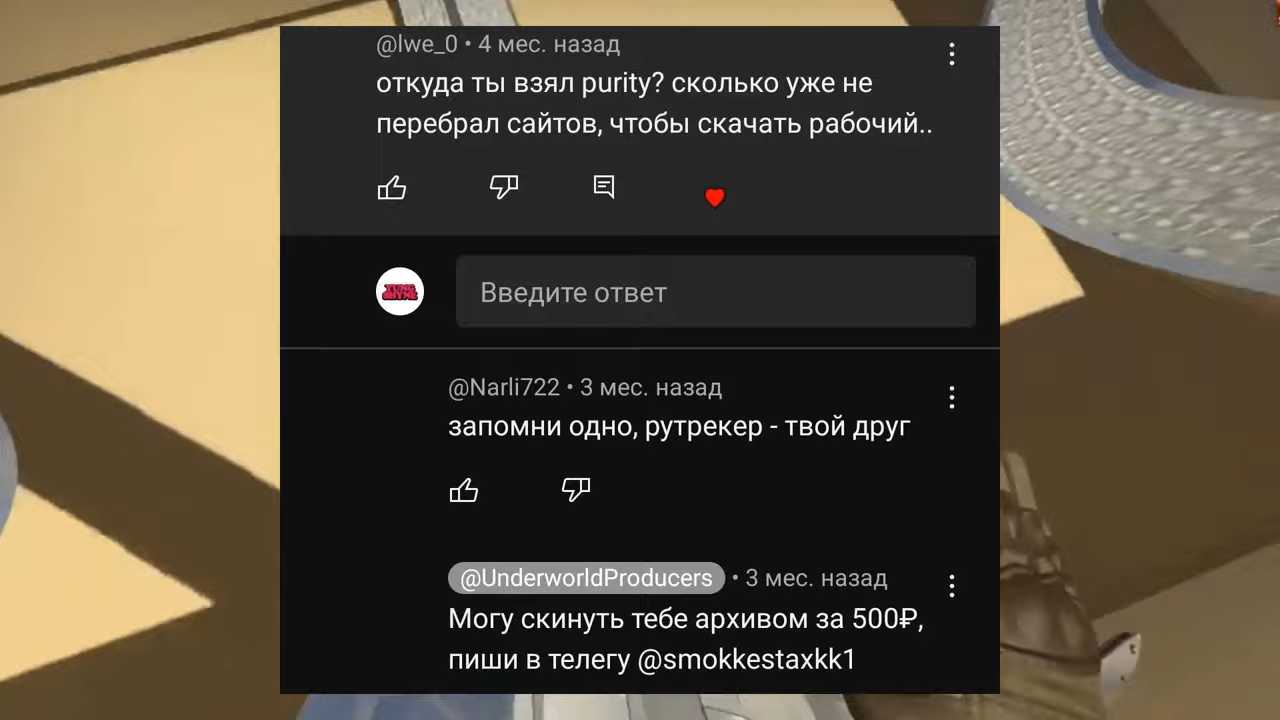 @lwe_0 • 4 мес. назад
откуда ты взял purity? сколько уже не
перебрал сайтов, чтобы скачать рабочий..
Введите ответ
@Narli722 • 3 мес. назад
запомни одно, рутрекер - твой друг
@UnderworldProducers • 3 мес. назад
Могу скинуть тебе архивом за 500₽,
пиши в телегу @smokkestaxkk1